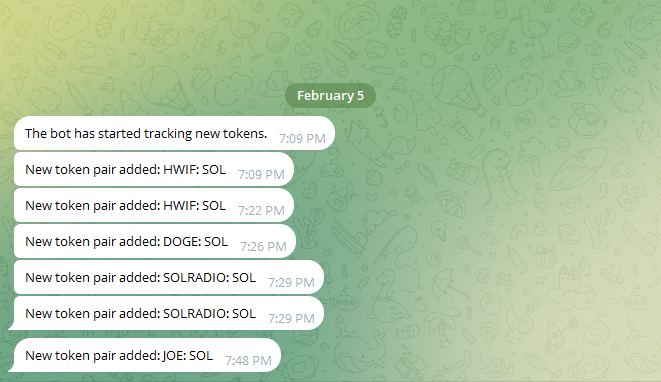 February 5
The bot has started tracking new tokens. 7:09 PM
New token pair added: HWIF: SOL 7:09 PM
New token pair added: HWIF: SOL 7:22 PM
New token pair added: DOGE: SOL 7:26 PM
New token pair added: SOLRADIO: SOL 7:29 PM
New token pair added: SOLRADIO: SOL 7:29 PM
New token pair added: JOE: SOL 7:48 PM